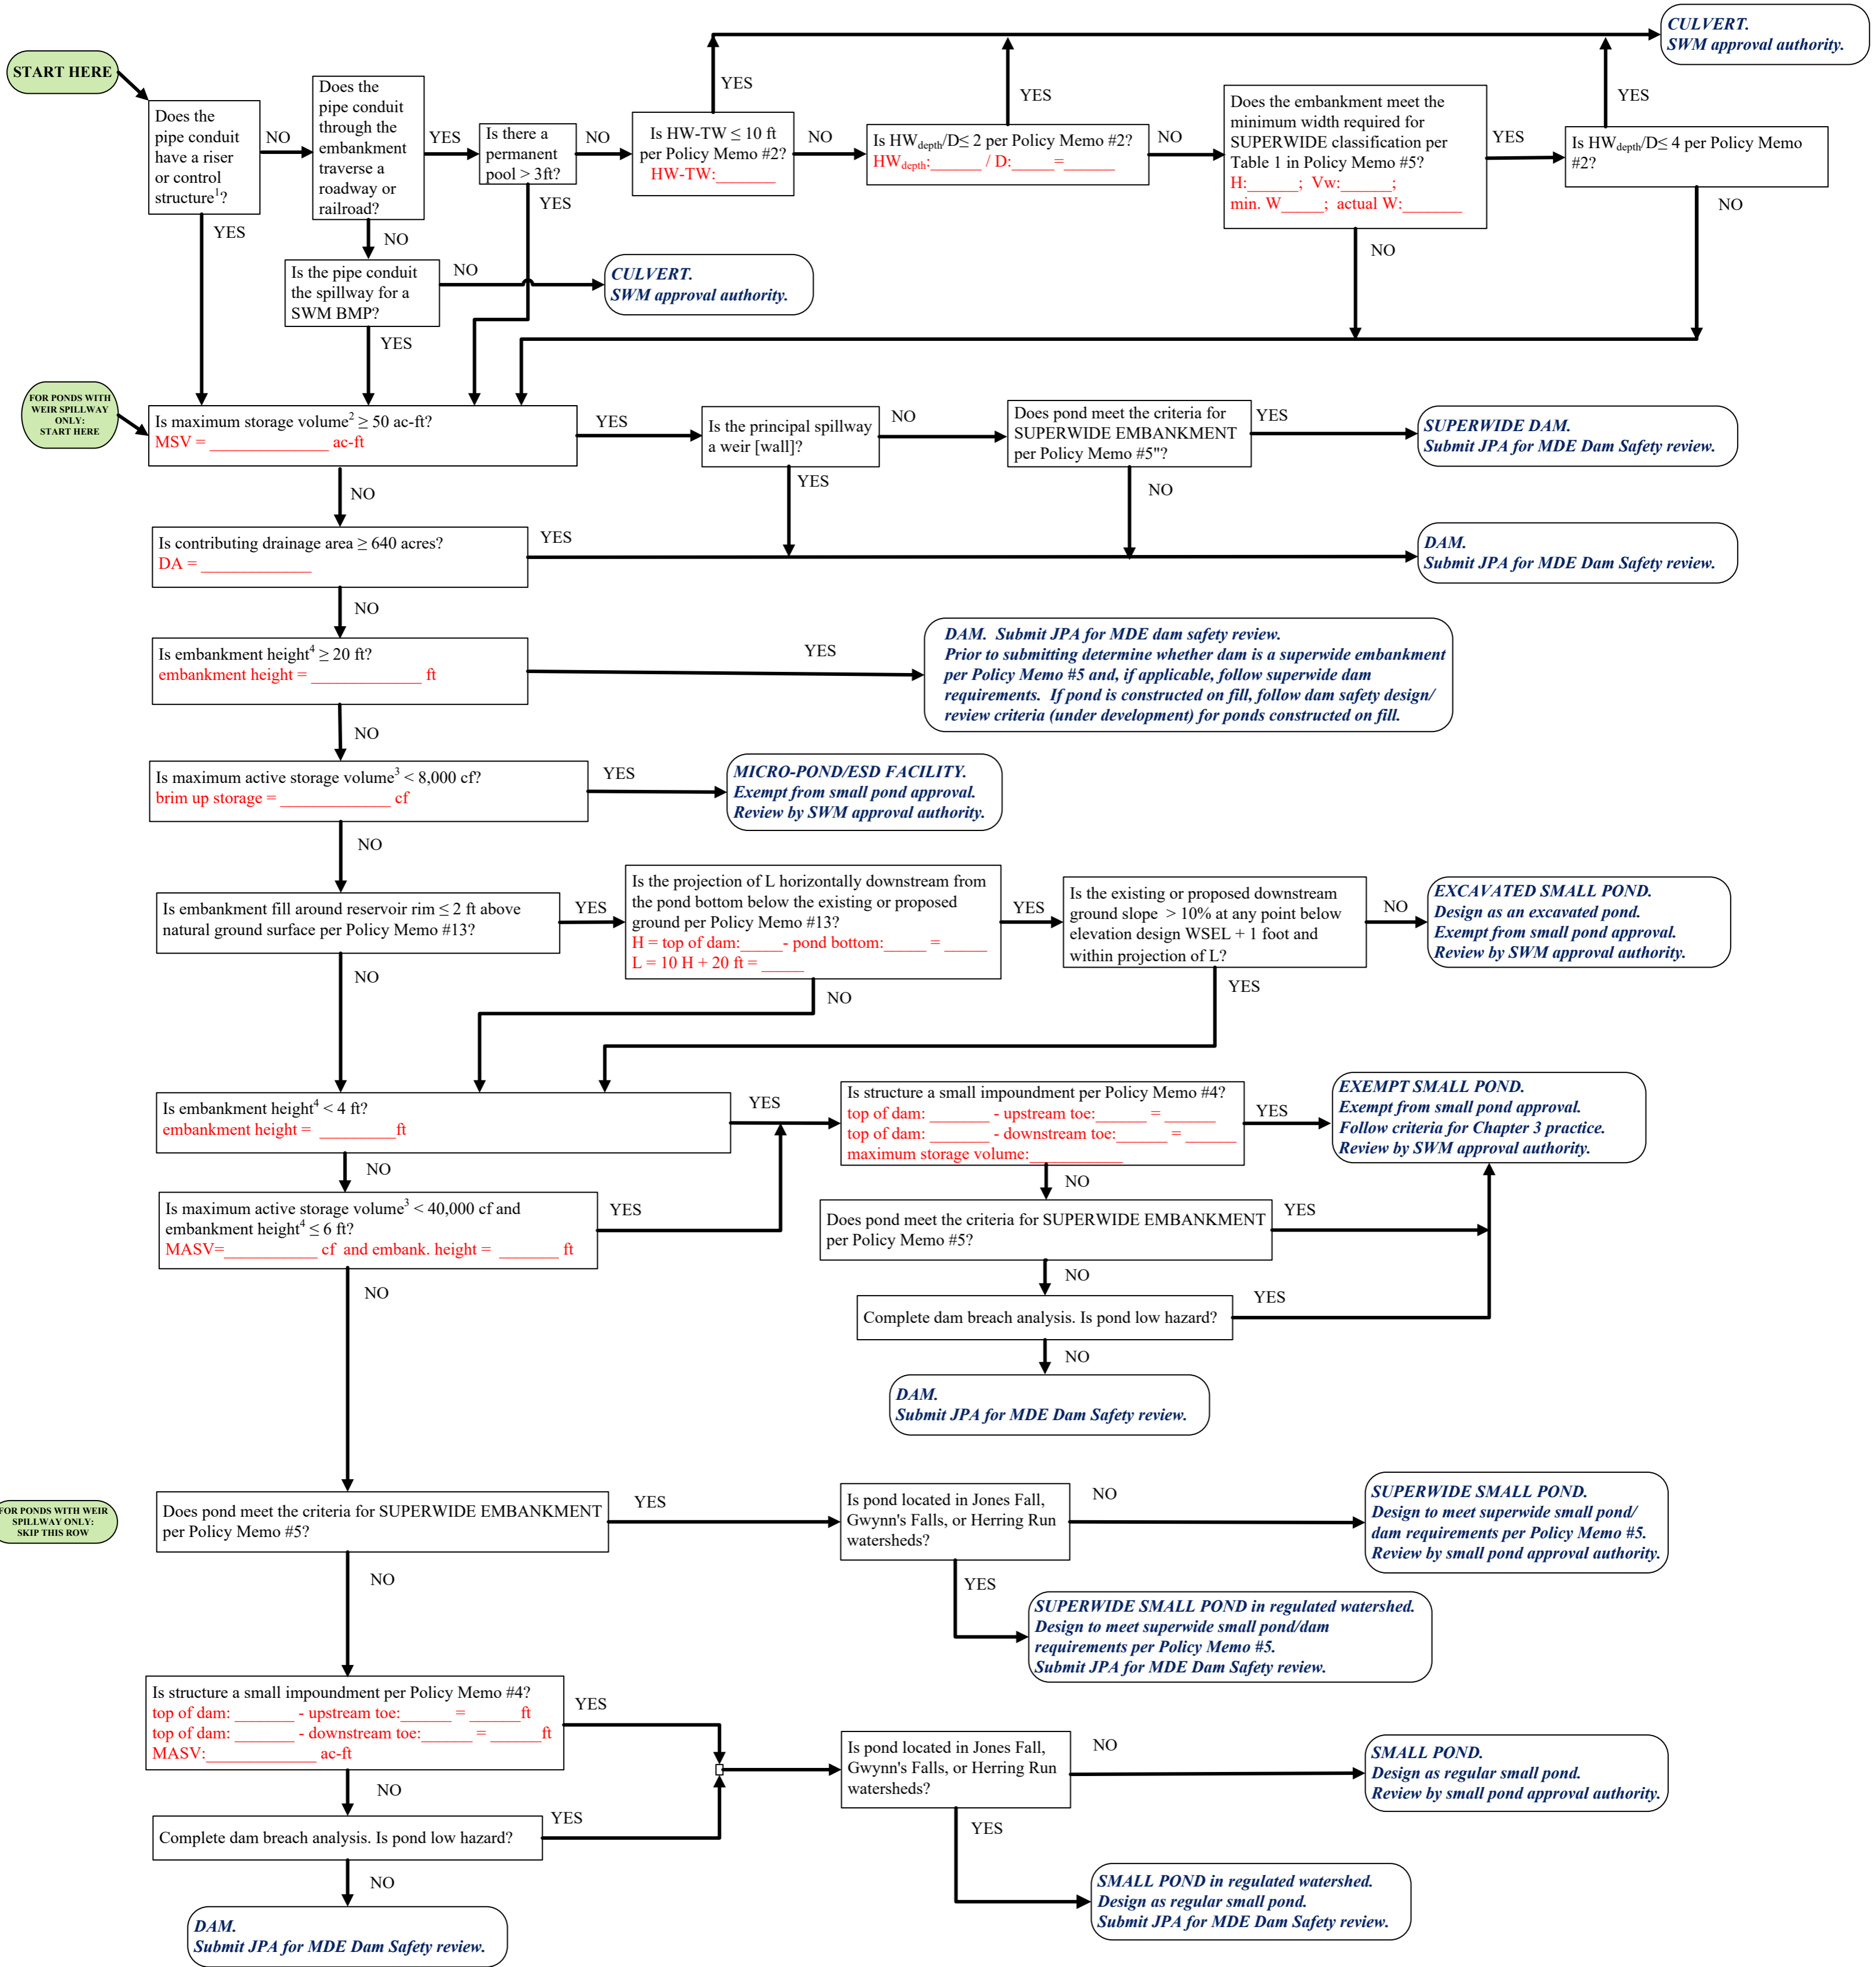 START HERE
Does the
pipe conduit
have a riser
or control
structure1?
NO
YES
Does the
pipe conduit
through the
embankment
traverse a
roadway or
railroad?
YES
NO
Is there a
permanent
pool > 3ft?
NO
YES
Is HW-TW ≤ 10 ft
per Policy Memo #2?
HW-TW:_______
YES
NO
Is HWdepth/D≤ 2 per Policy Memo #2?
HWdepth:______ / D:_____ =______
YES
NO
Does the embankment meet the
minimum width required for
SUPERWIDE classification per
Table 1 in Policy Memo #5?
H:______; Vw:______;
min. W_____; actual W:_______
YES
NO
Is HWdepth/D≤ 4 per Policy Memo
#2?
YES
NO
CULVERT.
SWM approval authority.
Is the pipe conduit
the spillway for a
SWM BMP?
NO
YES
CULVERT.
SWM approval authority.
FOR PONDS WITH
WEIR SPILLWAY
ONLY:
START HERE
Is maximum storage volume2 ≥ 50 ac-ft?
MSV = ______________ ac-ft
YES
NO
Is the principal spillway
a weir [wall]?
NO
YES
Does pond meet the criteria for
SUPERWIDE EMBANKMENT
per Policy Memo #5"?
YES
NO
SUPERWIDE DAM.
Submit JPA for MDE Dam Safety review.
Is contributing drainage area ≥ 640 acres?
DA = _____________
YES
NO
DAM.
Submit JPA for MDE Dam Safety review.
Is embankment height4 ≥ 20 ft?
embankment height = _____________ ft
YES
NO
DAM. Submit JPA for MDE dam safety review.
Prior to submitting determine whether dam is a superwide embankment
per Policy Memo #5 and, if applicable, follow superwide dam
requirements. If pond is constructed on fill, follow dam safety design/
review criteria (under development) for ponds constructed on fill.
Is maximum active storage volume3 < 8,000 cf?
brim up storage = _____________ cf
YES
NO
MICRO-POND/ESD FACILITY.
Exempt from small pond approval.
Review by SWM approval authority.
Is embankment fill around reservoir rim ≤ 2 ft above
natural ground surface per Policy Memo #13?
YES
NO
Is the projection of L horizontally downstream from
the pond bottom below the existing or proposed
ground per Policy Memo #13?
H = top of dam:_____- pond bottom:_____ = _____
L = 10 H + 20 ft = _____
YES
NO
Is the existing or proposed downstream
ground slope > 10% at any point below
elevation design WSEL + 1 foot and
within projection of L?
NO
YES
EXCAVATED SMALL POND.
Design as an excavated pond.
Exempt from small pond approval.
Review by SWM approval authority.
Is embankment height4 < 4 ft?
embankment height = _________ft
YES
NO
Is structure a small impoundment per Policy Memo #4?
top of dam: _______ - upstream toe:______ = ______
top of dam: _______ - downstream toe:______ = ______
maximum storage volume:___________
YES
NO
EXEMPT SMALL POND.
Exempt from small pond approval.
Follow criteria for Chapter 3 practice.
Review by SWM approval authority.
Is maximum active storage volume3 < 40,000 cf and
embankment height4 ≤ 6 ft?
MASV=___________ cf and embank. height = _______ ft
YES
NO
Does pond meet the criteria for SUPERWIDE EMBANKMENT
per Policy Memo #5?
YES
NO
Complete dam breach analysis. Is pond low hazard?
YES
NO
DAM.
Submit JPA for MDE Dam Safety review.
FOR PONDS WITH WEIR
SPILLWAY ONLY:
SKIP THIS ROW
Does pond meet the criteria for SUPERWIDE EMBANKMENT
per Policy Memo #5?
YES
NO
Is pond located in Jones Fall,
Gwynn's Falls, or Herring Run
watersheds?
NO
YES
SUPERWIDE SMALL POND.
Design to meet superwide small pond/
dam requirements per Policy Memo #5.
Review by small pond approval authority.
SUPERWIDE SMALL POND in regulated watershed.
Design to meet superwide small pond/dam
requirements per Policy Memo #5.
Submit JPA for MDE Dam Safety review.
Is structure a small impoundment per Policy Memo #4?
top of dam: _______ - upstream toe:______ = ______ft
top of dam: _______ - downstream toe:______ = ______ft
MASV:_____________ ac-ft
YES
NO
Is pond located in Jones Fall,
Gwynn's Falls, or Herring Run
watersheds?
NO
YES
SMALL POND.
Design as regular small pond.
Review by small pond approval authority.
Complete dam breach analysis. Is pond low hazard?
YES
NO
SMALL POND in regulated watershed.
Design as regular small pond.
Submit JPA for MDE Dam Safety review.
DAM.
Submit JPA for MDE Dam Safety review.